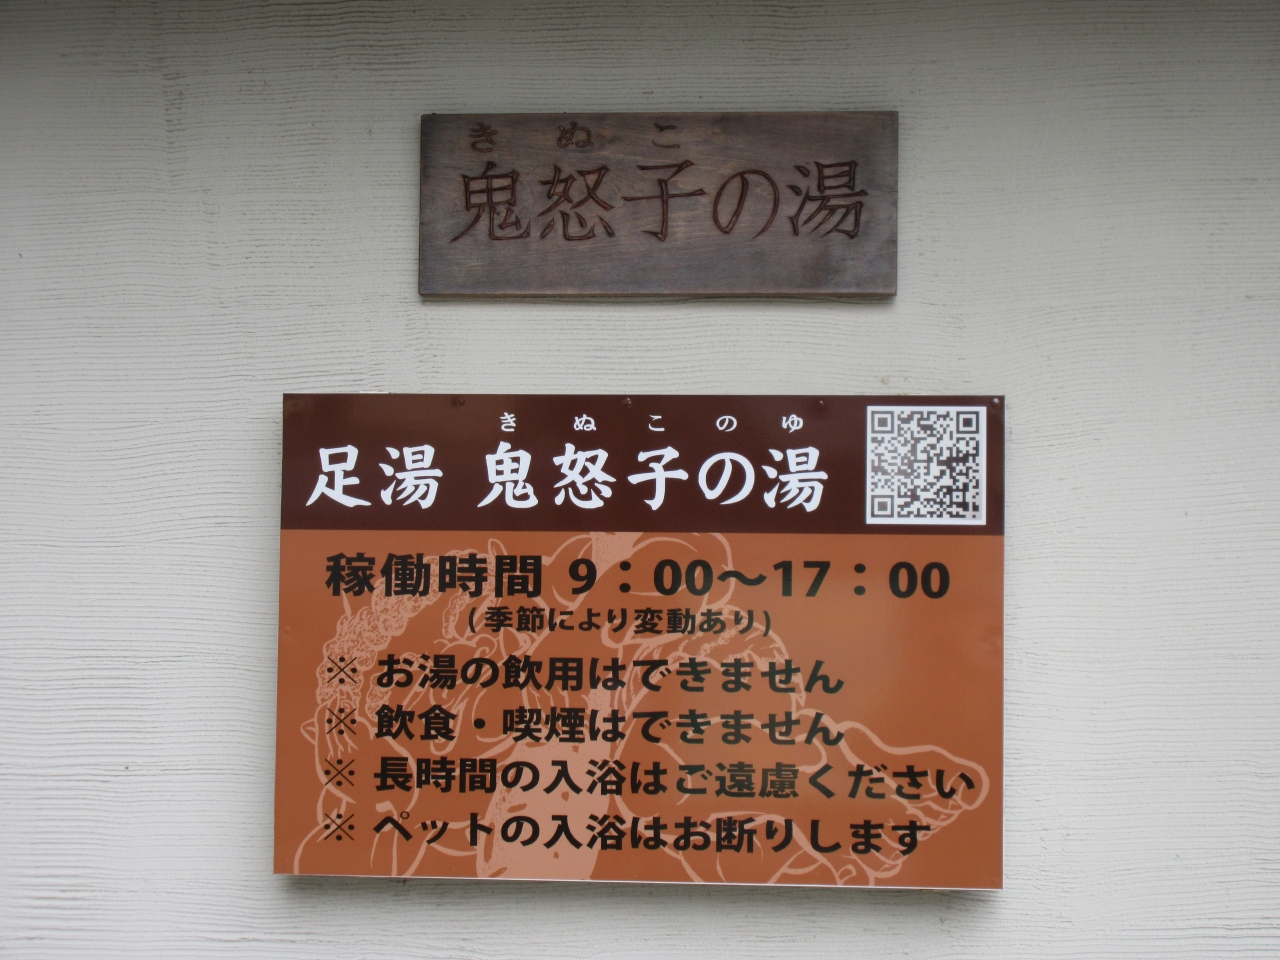 きぬこ
鬼怒子の湯
きぬこのゆ
足湯 鬼怒子の湯
稼働時間 9：00～17：00
(季節により変動あり)
※ お湯の飲用はできません
※ 飲食・喫煙はできません
※ 長時間の入浴はご遠慮ください
※ ペットの入浴はお断りします